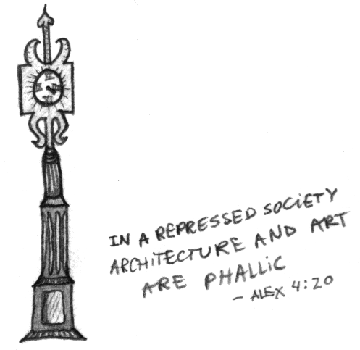 IN A REPRESSED SOCIETY
ARCHITECTURE AND ART
ARE PHALLIC
- ALEX 4:20